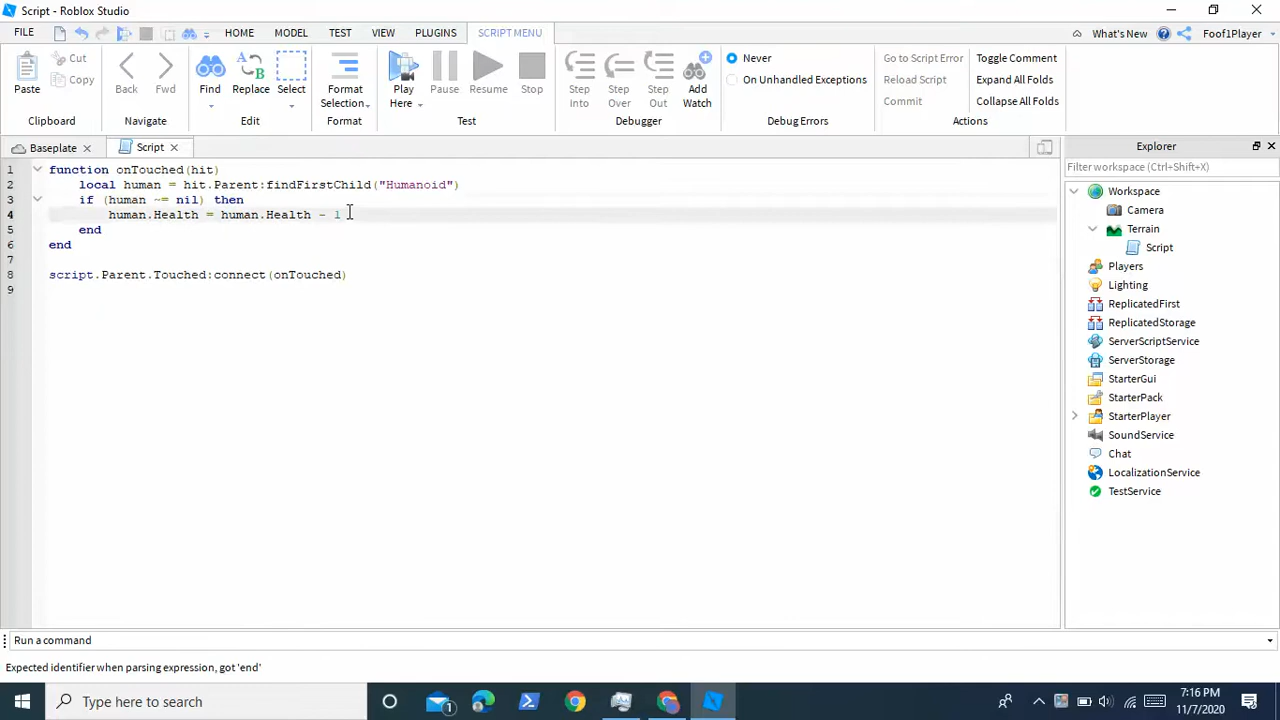 Script - Roblox Studio
FILE HOME MODEL TEST VIEW PLUGINS SCRIPT MENU What's New Foof1Player
Paste Cut Copy Back Fwd Find Replace Select Format Selection Play Here Pause Resume Stop Step Into Step Over Step Out Add Watch Never On Unhandled Exceptions Go to Script Error Reload Script Commit Toggle Comment Expand All Folds Collapse All Folds
Clipboard Navigate Edit Format Test Debugger Debug Errors Actions
Baseplate Script Explorer
Filter workspace (Ctrl+Shift+X)
1 function onTouched(hit)
2 local human = hit.Parent:findFirstChild("Humanoid")
3 if (human ~= nil) then
4 human.Health = human.Health - 1
5 end
6 end
7
8 script.Parent.Touched:connect(onTouched)
9
Workspace
Camera
Terrain
Script
Players
Lighting
ReplicatedFirst
ReplicatedStorage
ServerScriptService
ServerStorage
StarterGui
StarterPack
StarterPlayer
SoundService
Chat
LocalizationService
TestService
Run a command
Expected identifier when parsing expression, got 'end'
Type here to search 1 7:16 PM
11/7/2020